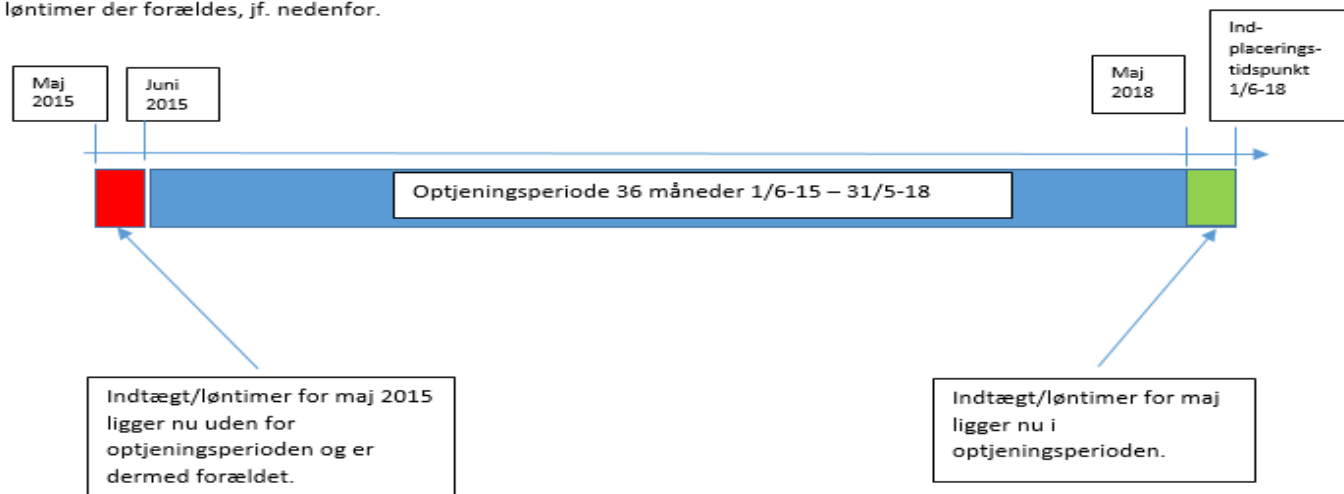 løntimer der forældes, jf. nedenfor.
Maj
2015
Juni
2015
Maj
2018
Ind-
placerings-
tidspunkt
1/6-18
Optjeningsperiode 36 måneder 1/6-15 – 31/5-18
Indtægt/løntimer for maj 2015
ligger nu uden for
optjeningsperioden og er
dermed forældet.
Indtægt/løntimer for maj
ligger nu i
optjeningsperioden.